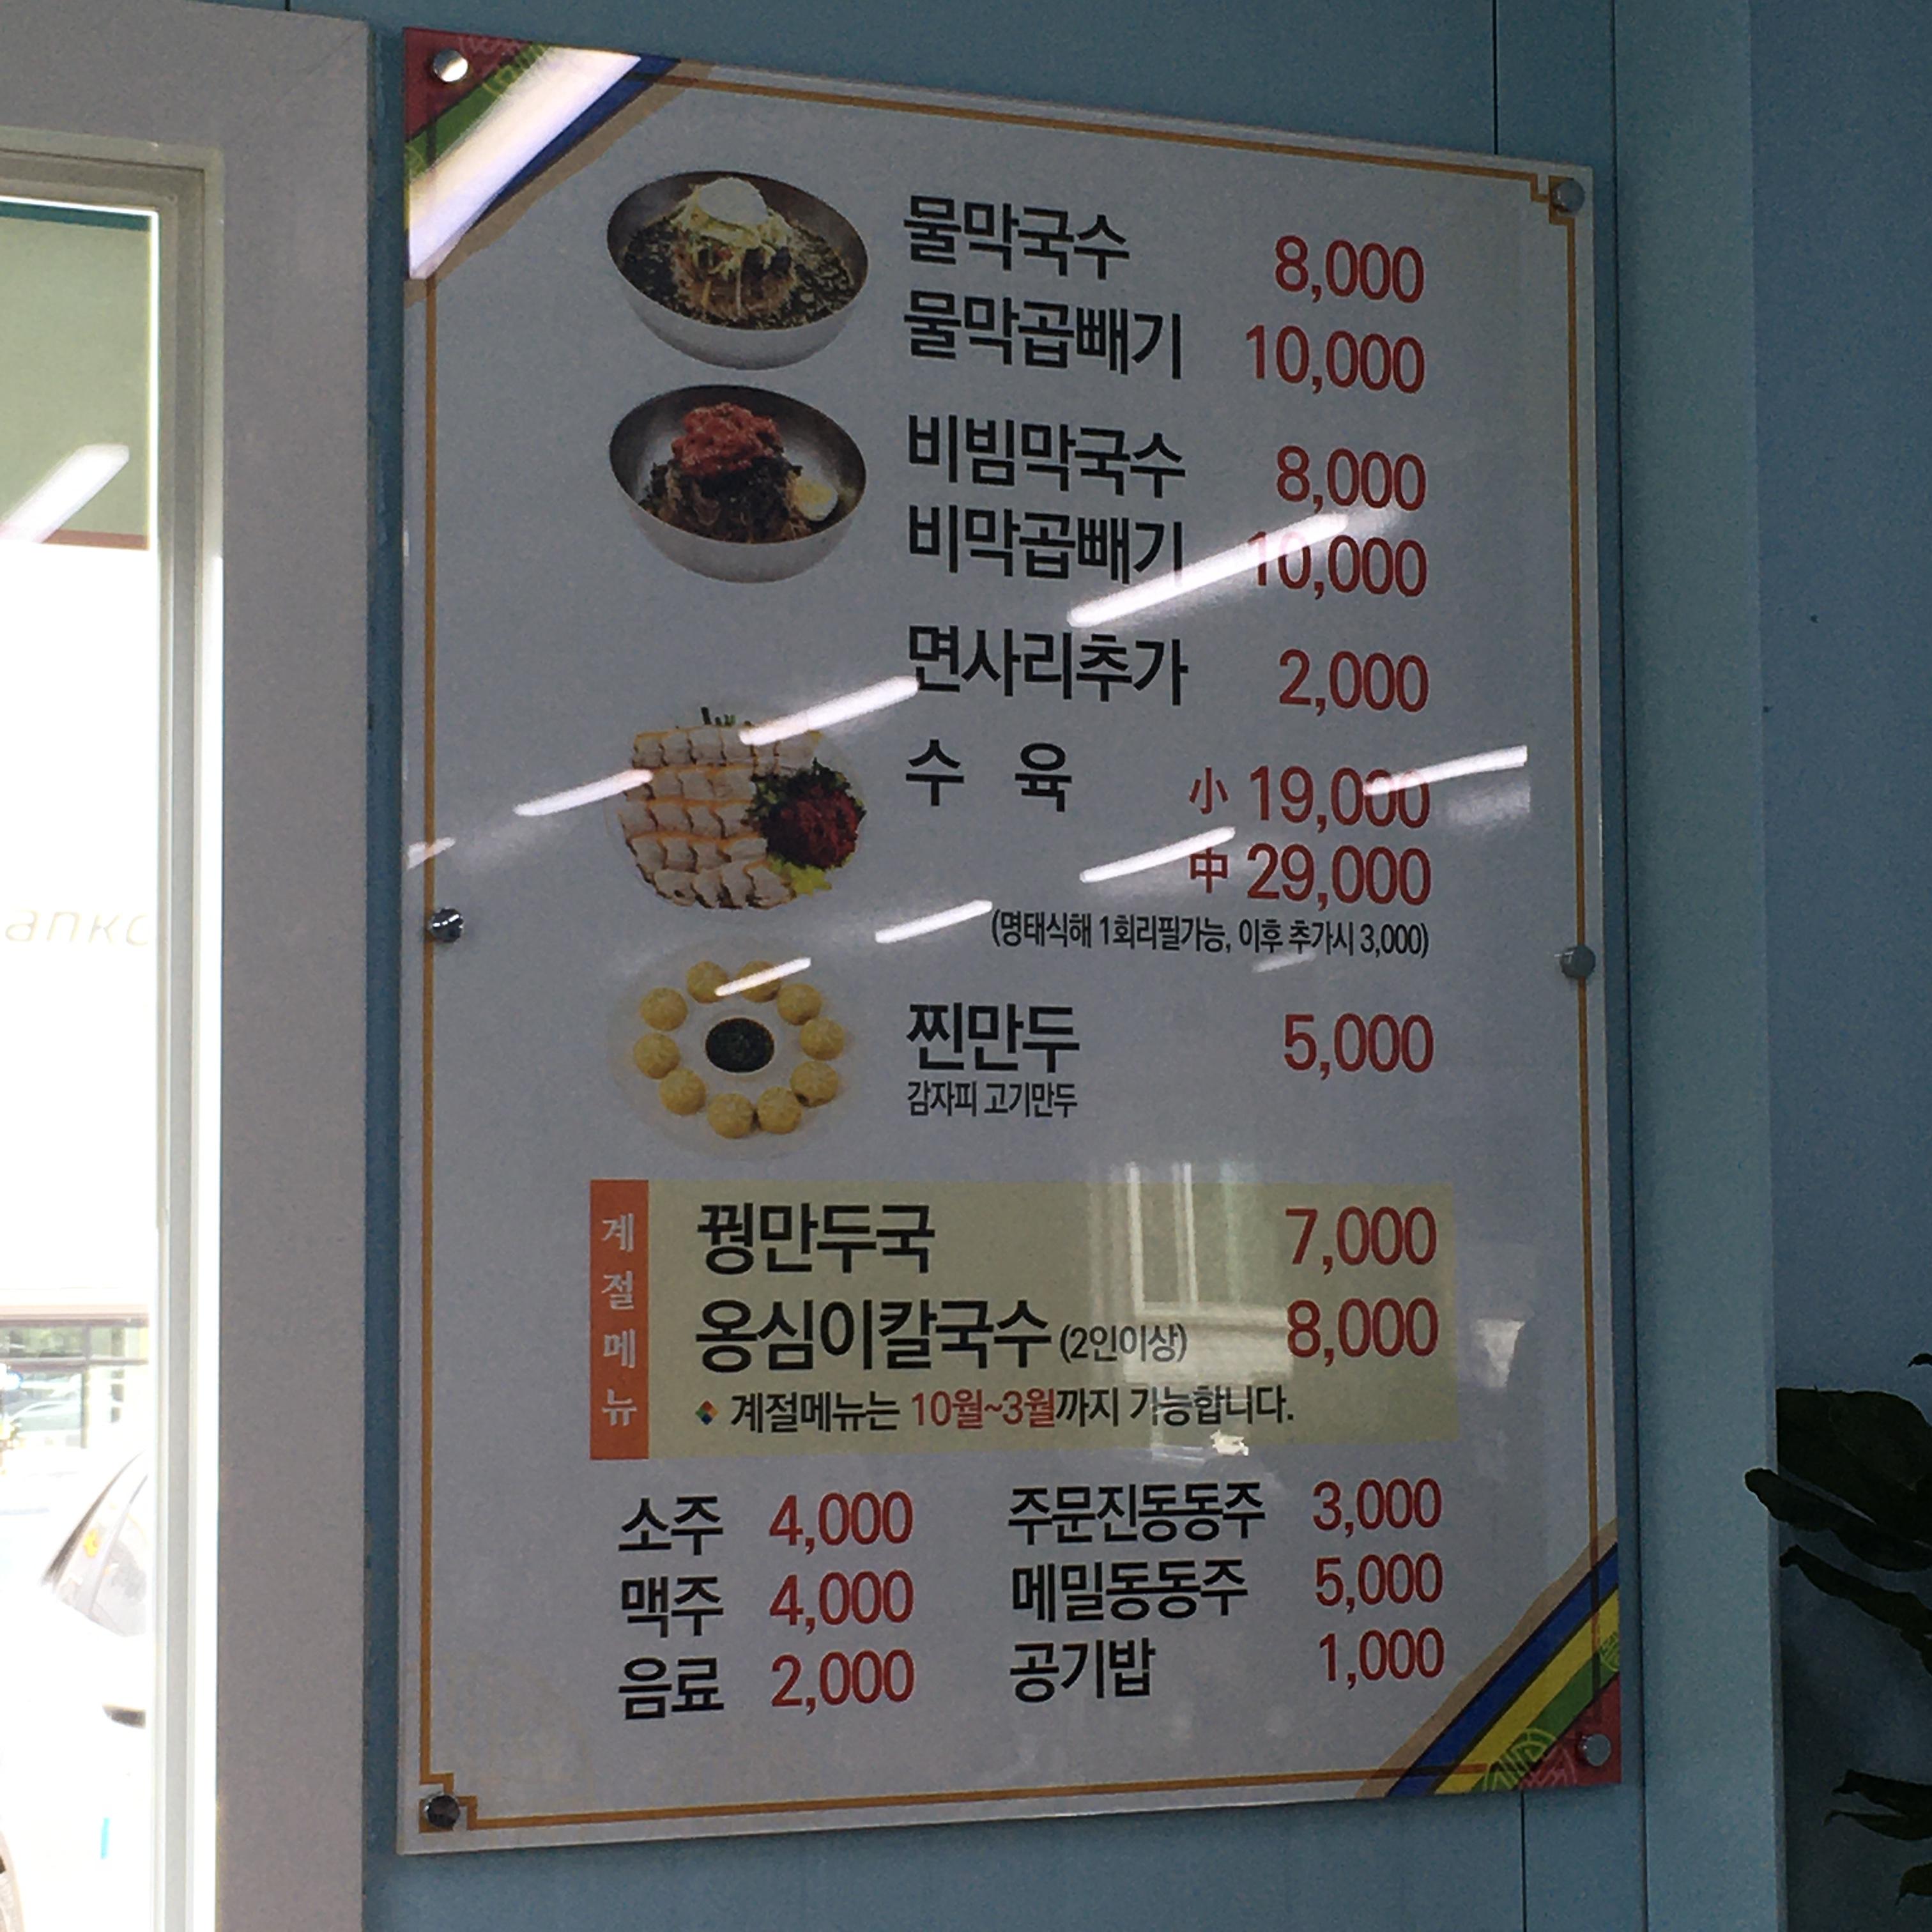 물막국수 8,000
물막곱빼기 10,000
비빔막국수 8,000
비막곱빼기 10,000
면사리추가 2,000
수 육 小 19,000
中 29,000
(명태식해 1회리필가능, 이후 추가시 3,000)
찐만두 5,000
감자피 고기만두
계절메뉴
꿩만두국 7,000
옹심이칼국수 (2인이상) 8,000
계절메뉴는 10월~3월까지 가능합니다.
소주 4,000 주문진동동주 3,000
맥주 4,000 메밀동동주 5,000
음료 2,000 공기밥 1,000